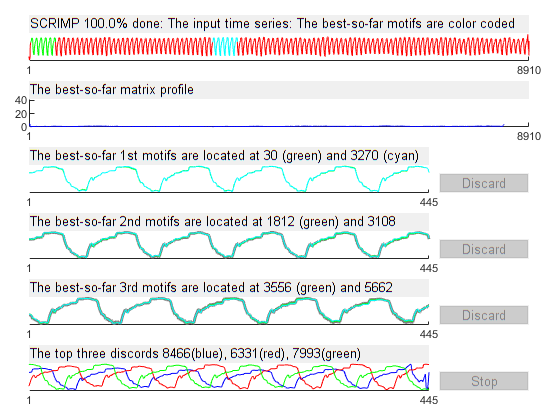 SCRIMP 100.0% done: The input time series: The best-so-far motifs are color coded
1 8910
The best-so-far matrix profile
40
20
0
1 8910
The best-so-far 1st motifs are located at 30 (green) and 3270 (cyan)
Discard
1 445
The best-so-far 2nd motifs are located at 1812 (green) and 3108
Discard
1 445
The best-so-far 3rd motifs are located at 3556 (green) and 5662
Discard
1 445
The top three discords 8466(blue), 6331(red), 7993(green)
Stop
1 445